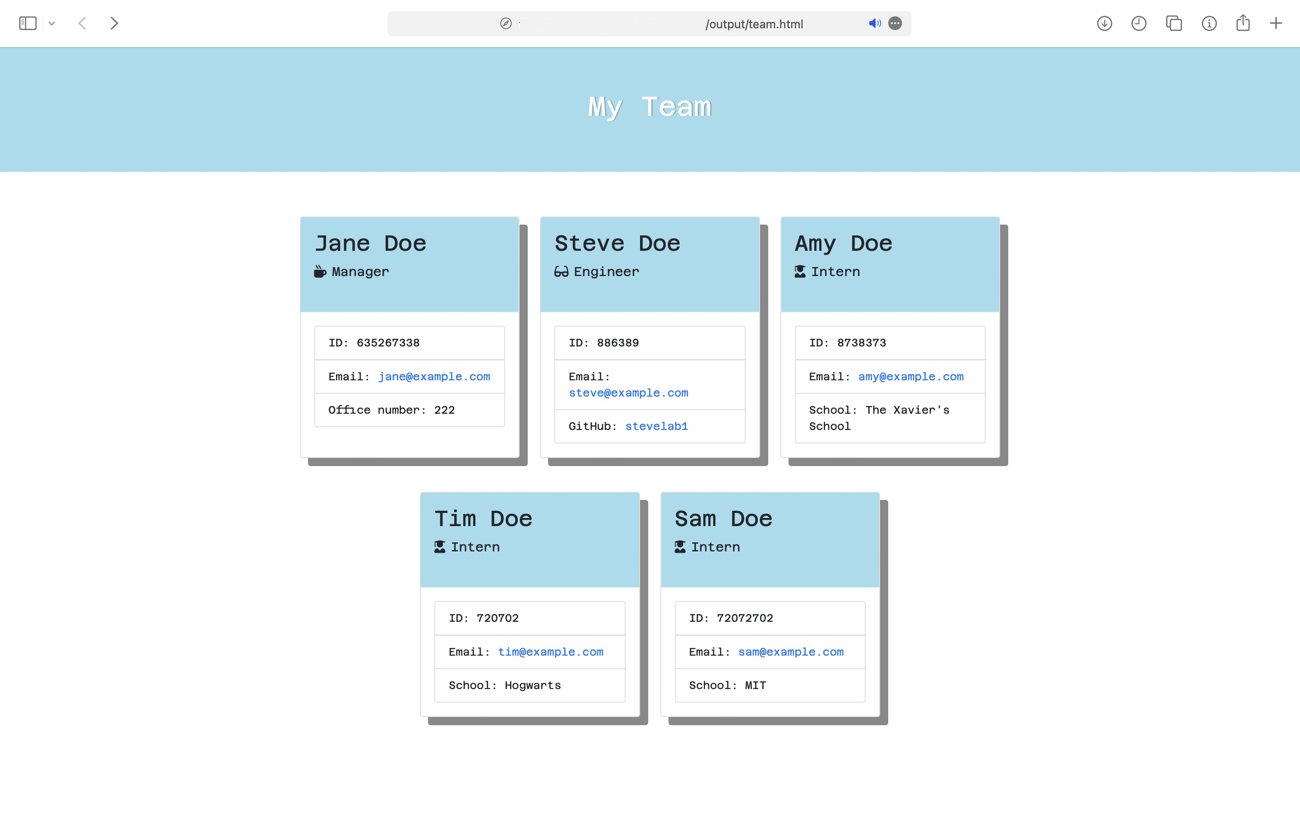 /output/team.html
My Team
Jane Doe
Manager
ID: 635267338
Email: jane@example.com
Office number: 222
Steve Doe
Engineer
ID: 886389
Email:
steve@example.com
GitHub: stevelab1
Amy Doe
Intern
ID: 8738373
Email: amy@example.com
School: The Xavier's
School
Tim Doe
Intern
ID: 720702
Email: tim@example.com
School: Hogwarts
Sam Doe
Intern
ID: 72072702
Email: sam@example.com
School: MIT